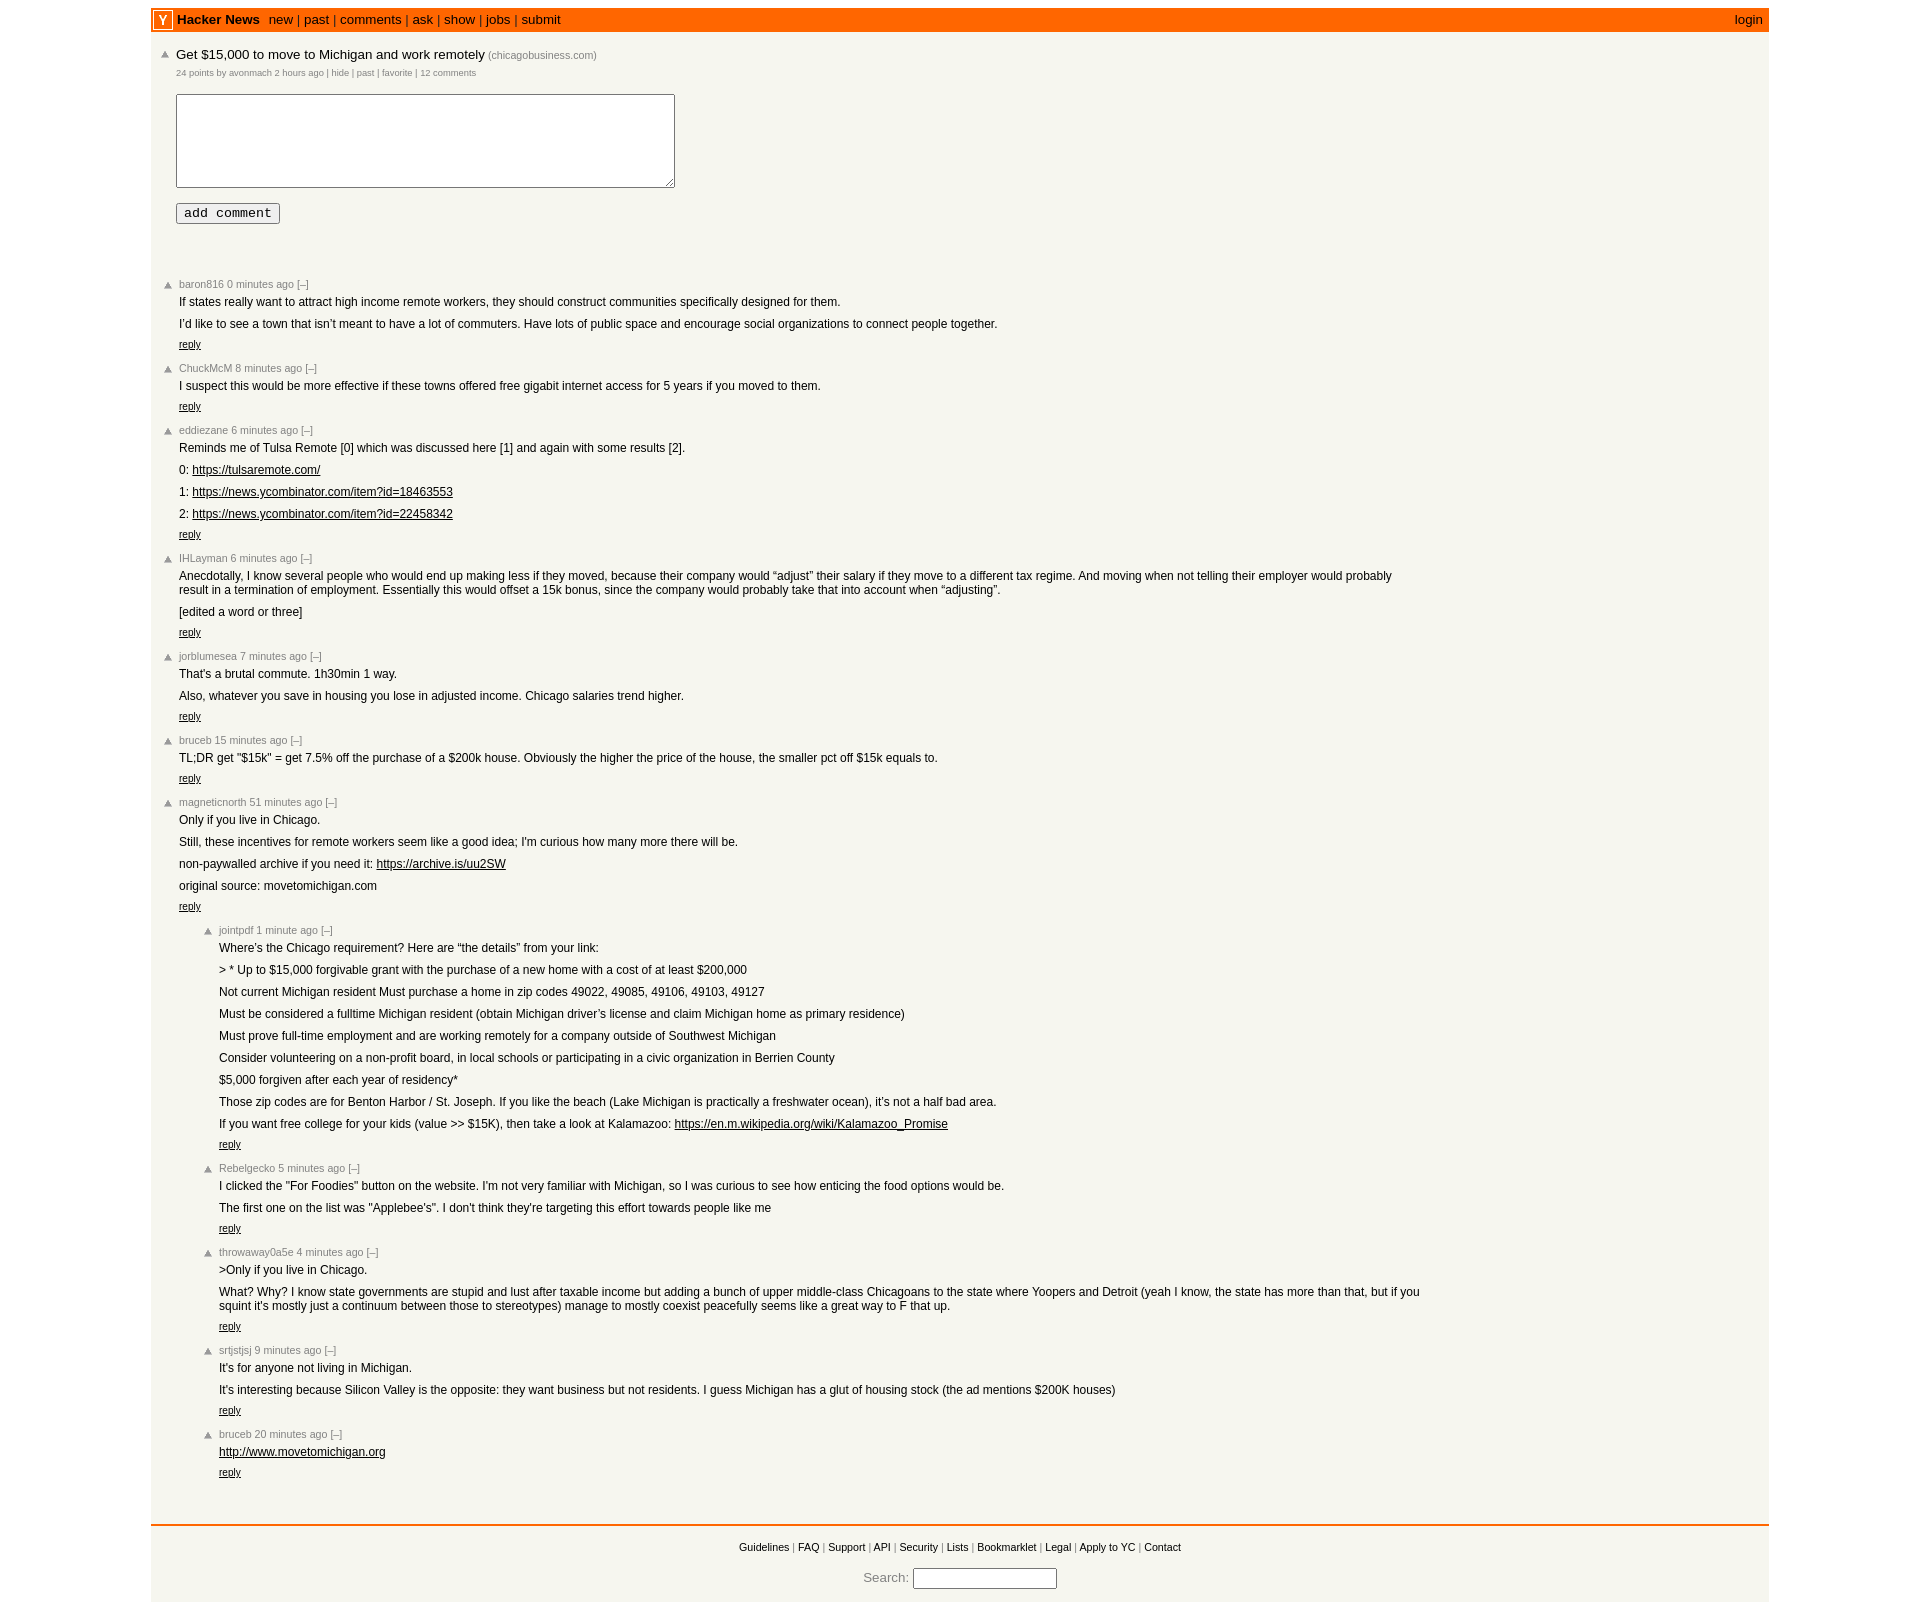 Y Hacker News new | past | comments | ask | show | jobs | submit login
Get $15,000 to move to Michigan and work remotely (chicagobusiness.com)
24 points by avonmach 2 hours ago | hide | past | favorite | 12 comments
add comment
baron816 0 minutes ago [–]
If states really want to attract high income remote workers, they should construct communities specifically designed for them.
I’d like to see a town that isn’t meant to have a lot of commuters. Have lots of public space and encourage social organizations to connect people together.
reply
ChuckMcM 8 minutes ago [–]
I suspect this would be more effective if these towns offered free gigabit internet access for 5 years if you moved to them.
reply
eddiezane 6 minutes ago [–]
Reminds me of Tulsa Remote [0] which was discussed here [1] and again with some results [2].
0: https://tulsaremote.com/
1: https://news.ycombinator.com/item?id=18463553
2: https://news.ycombinator.com/item?id=22458342
reply
IHLayman 6 minutes ago [–]
Anecdotally, I know several people who would end up making less if they moved, because their company would “adjust” their salary if they move to a different tax regime. And moving when not telling their employer would probably
result in a termination of employment. Essentially this would offset a 15k bonus, since the company would probably take that into account when “adjusting”.
[edited a word or three]
reply
jorblumesea 7 minutes ago [–]
That's a brutal commute. 1h30min 1 way.
Also, whatever you save in housing you lose in adjusted income. Chicago salaries trend higher.
reply
bruceb 15 minutes ago [–]
TL;DR get "$15k" = get 7.5% off the purchase of a $200k house. Obviously the higher the price of the house, the smaller pct off $15k equals to.
reply
magneticnorth 51 minutes ago [–]
Only if you live in Chicago.
Still, these incentives for remote workers seem like a good idea; I'm curious how many more there will be.
non-paywalled archive if you need it: https://archive.is/uu2SW
original source: movetomichigan.com
reply
jointpdf 1 minute ago [–]
Where’s the Chicago requirement? Here are “the details” from your link:
> * Up to $15,000 forgivable grant with the purchase of a new home with a cost of at least $200,000
Not current Michigan resident Must purchase a home in zip codes 49022, 49085, 49106, 49103, 49127
Must be considered a fulltime Michigan resident (obtain Michigan driver’s license and claim Michigan home as primary residence)
Must prove full-time employment and are working remotely for a company outside of Southwest Michigan
Consider volunteering on a non-profit board, in local schools or participating in a civic organization in Berrien County
$5,000 forgiven after each year of residency*
Those zip codes are for Benton Harbor / St. Joseph. If you like the beach (Lake Michigan is practically a freshwater ocean), it’s not a half bad area.
If you want free college for your kids (value >> $15K), then take a look at Kalamazoo: https://en.m.wikipedia.org/wiki/Kalamazoo_Promise
reply
Rebelgecko 5 minutes ago [–]
I clicked the "For Foodies" button on the website. I'm not very familiar with Michigan, so I was curious to see how enticing the food options would be.
The first one on the list was "Applebee's". I don't think they're targeting this effort towards people like me
reply
throwaway0a5e 4 minutes ago [–]
>Only if you live in Chicago.
What? Why? I know state governments are stupid and lust after taxable income but adding a bunch of upper middle-class Chicagoans to the state where Yoopers and Detroit (yeah I know, the state has more than that, but if you
squint it's mostly just a continuum between those to stereotypes) manage to mostly coexist peacefully seems like a great way to F that up.
reply
srtjstjsj 9 minutes ago [–]
It's for anyone not living in Michigan.
It's interesting because Silicon Valley is the opposite: they want business but not residents. I guess Michigan has a glut of housing stock (the ad mentions $200K houses)
reply
bruceb 20 minutes ago [–]
http://www.movetomichigan.org
reply
Guidelines | FAQ | Support | API | Security | Lists | Bookmarklet | Legal | Apply to YC | Contact
Search: